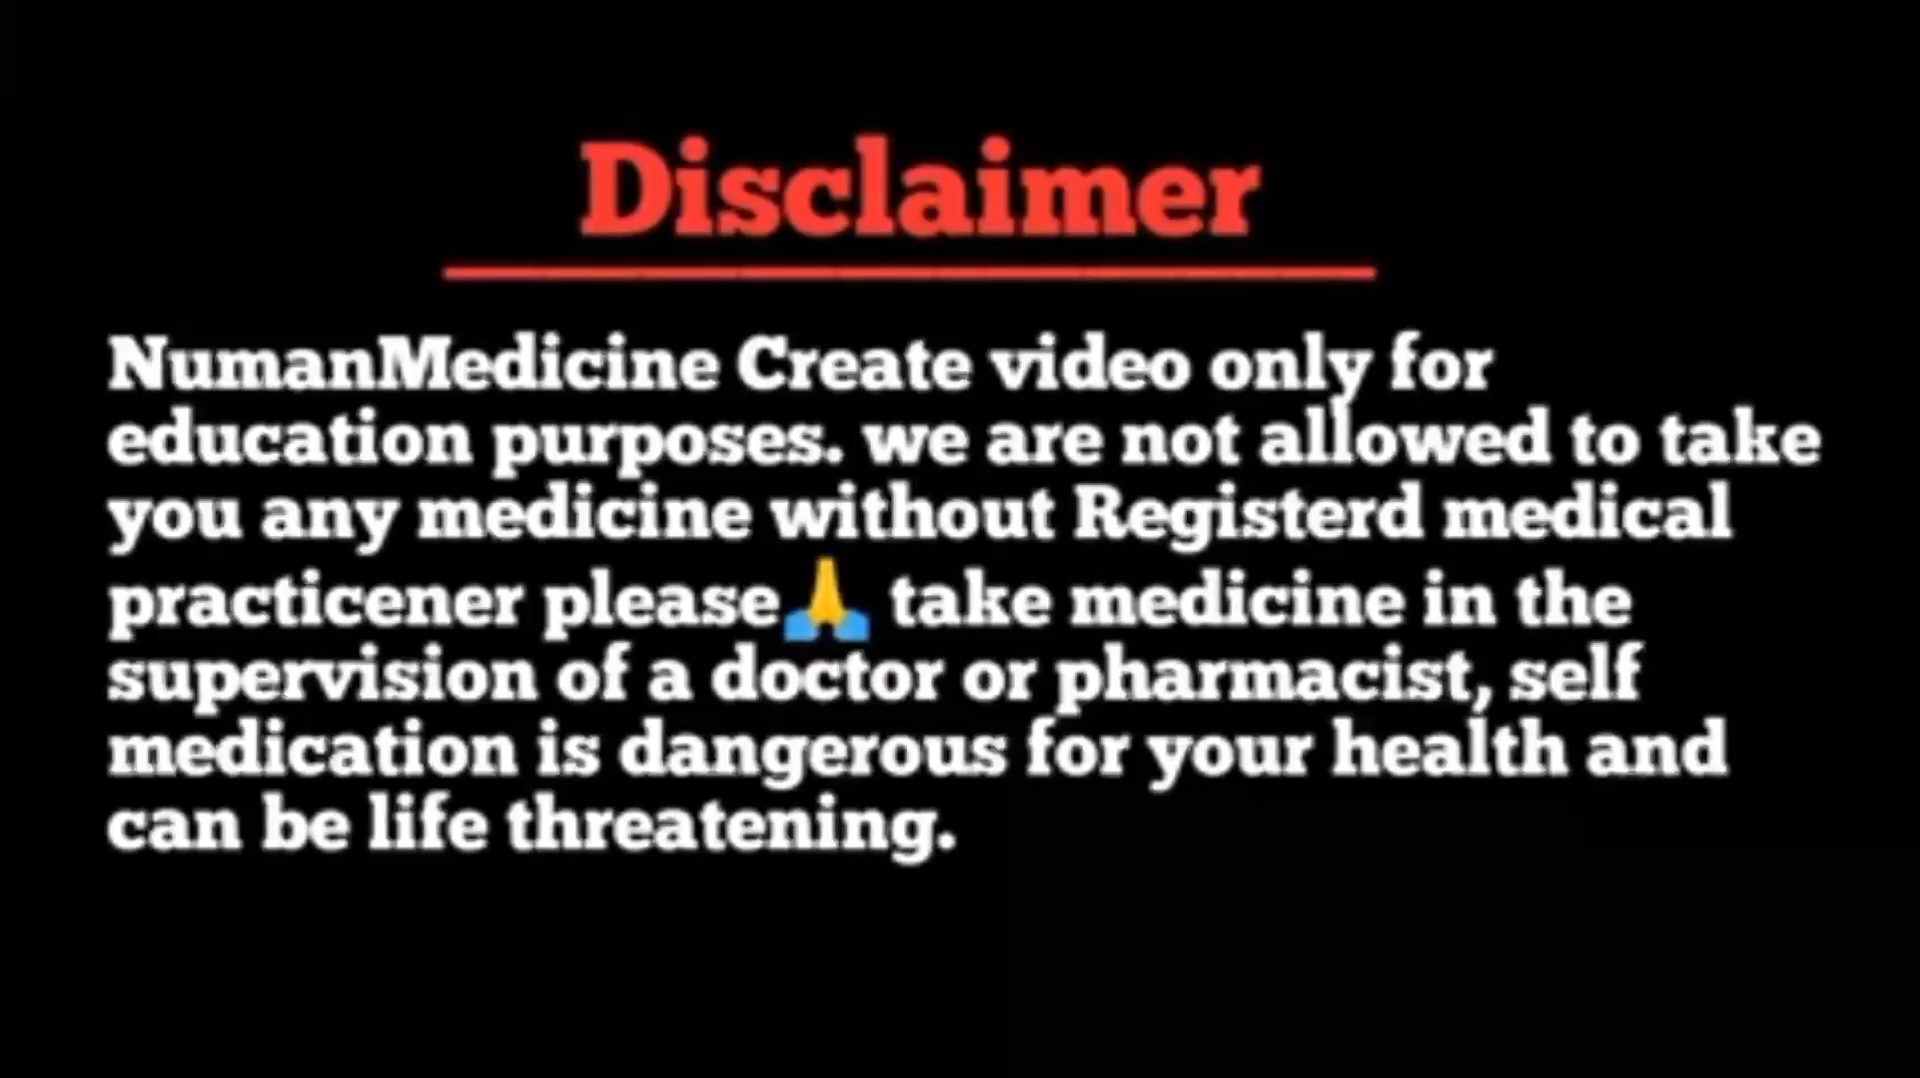 Disclaimer
NumanMedicine Create video only for
education purposes. we are not allowed to take
you any medicine without Registerd medical
practicener please🙏 take medicine in the
supervision of a doctor or pharmacist, self
medication is dangerous for your health and
can be life threatening.